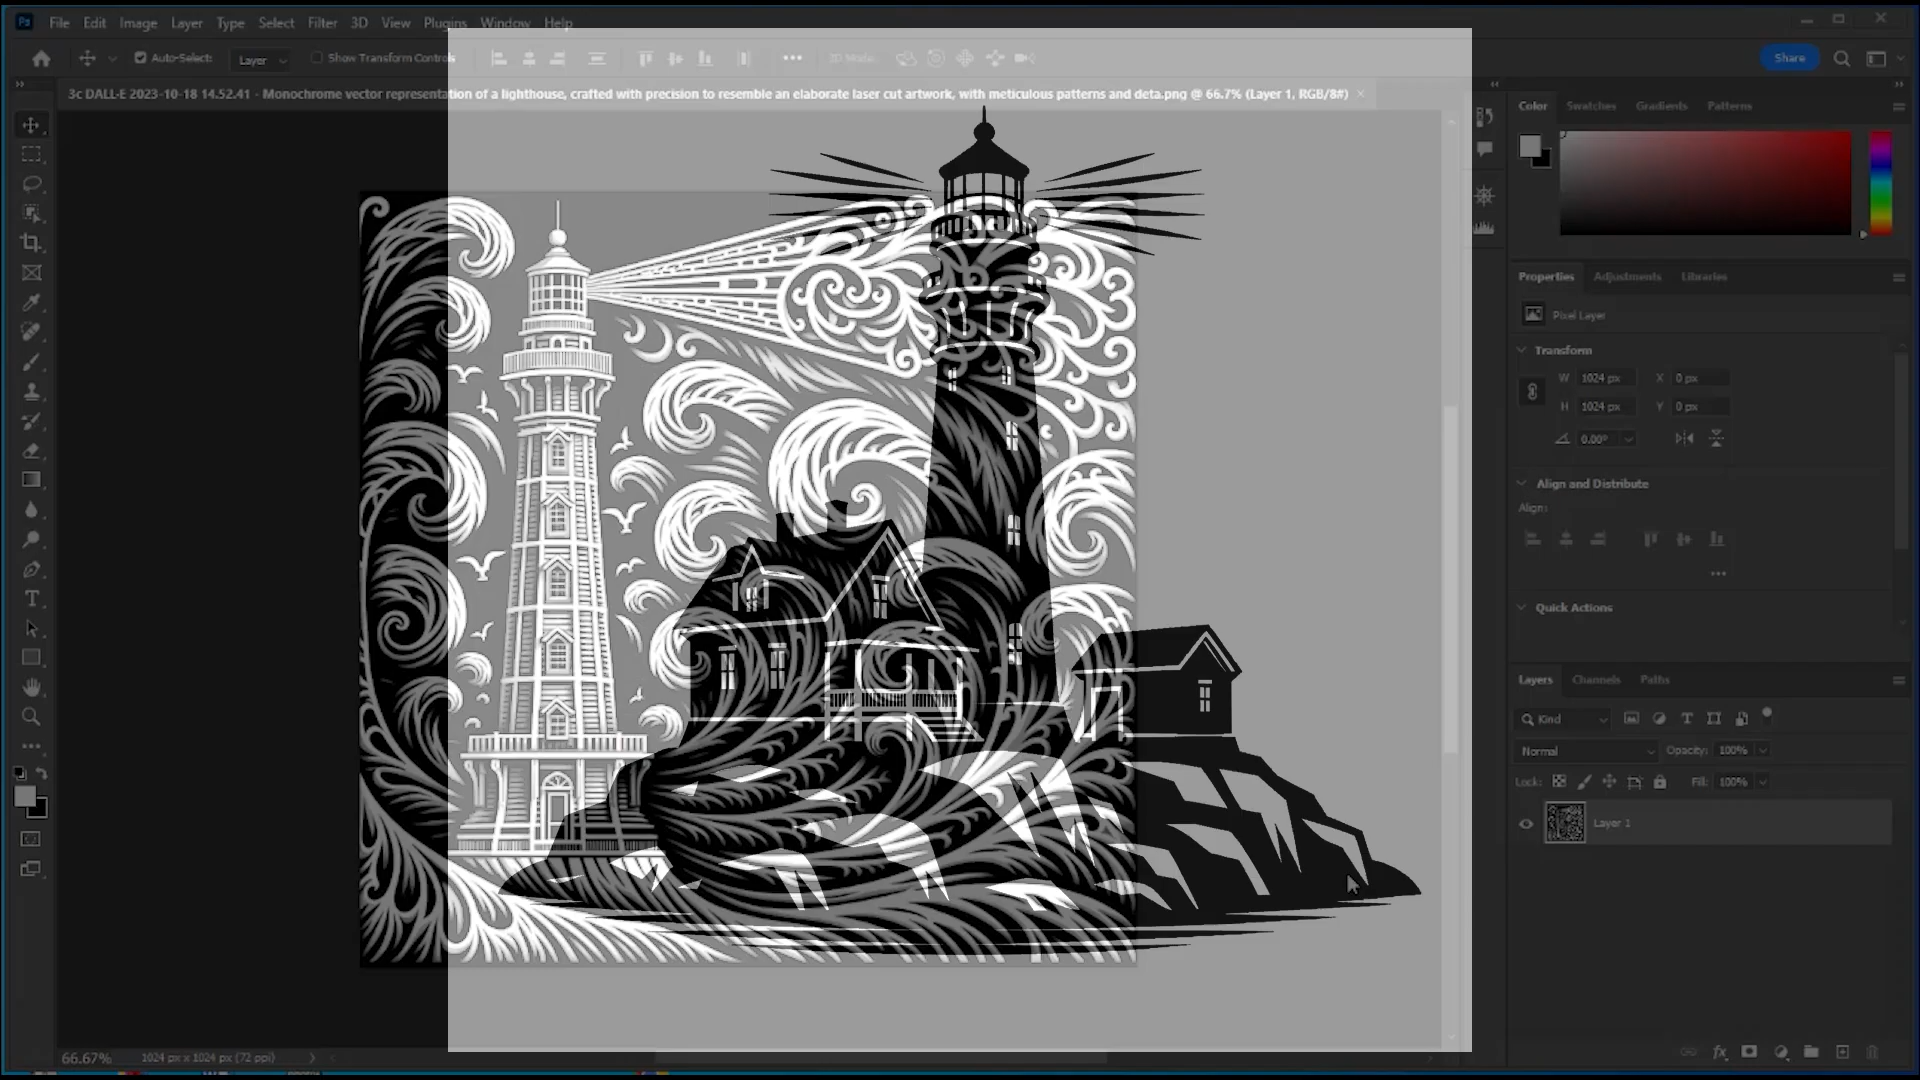 Ps File Edit Image Layer Type Select Filter 3D View Plugins Window Help
Auto-Select: Layer Show Transform Controls 3D Mode: Share
3c DALL·E 2023-10-18 14.52.41 - Monochrome vector representation of a lighthouse, crafted with precision to resemble an elaborate laser cut artwork, with meticulous patterns and deta.png @ 66.7% (Layer 1, RGB/8#) ×
Color Swatches Gradients Patterns
Properties Adjustments Libraries
Pixel Layer
Transform
W 1024 px X 0 px
H 1024 px Y 0 px
0.00°
Align and Distribute
Align:
Quick Actions
Layers Channels Paths
Kind
Normal Opacity: 100%
Lock: Fill: 100%
Layer 1
66.67% 1024 px x 1024 px (72 ppi)